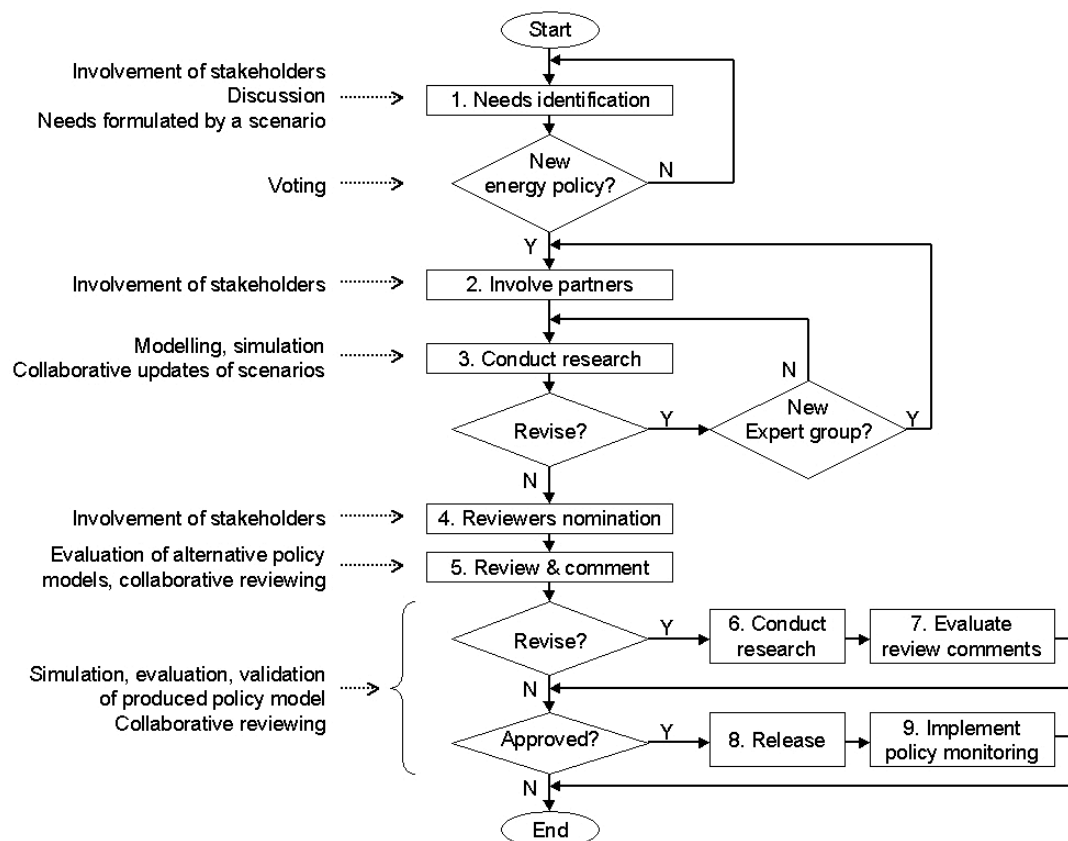 Start
Involvement of stakeholders
Discussion
Needs formulated by a scenario
1. Needs identification
Voting
New
energy policy?
N
Y
Involvement of stakeholders
2. Involve partners
Modelling, simulation
Collaborative updates of scenarios
3. Conduct research
N
Revise?
Y
New
Expert group?
Y
N
Involvement of stakeholders
4. Reviewers nomination
Evaluation of alternative policy
models, collaborative reviewing
5. Review & comment
Revise?
Y
6. Conduct
research
7. Evaluate
review comments
Simulation, evaluation, validation
of produced policy model
Collaborative reviewing
N
Approved?
Y
8. Release
9. Implement
policy monitoring
N
End